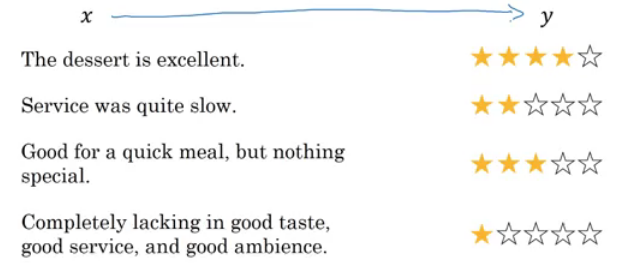 x y
The dessert is excellent.
Service was quite slow.
Good for a quick meal, but nothing
special.
Completely lacking in good taste,
good service, and good ambience.